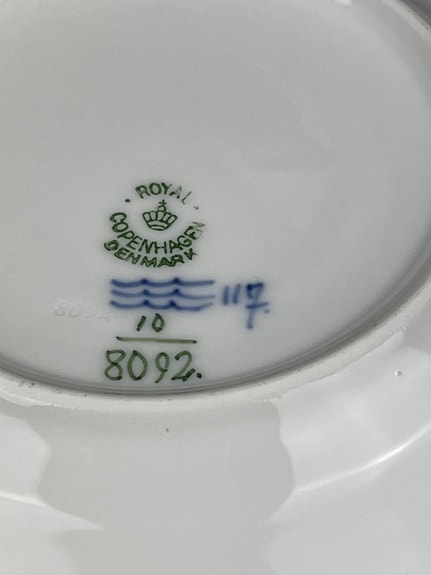 ROYAL
COPENHAGEN
DENMARK
117.
10
8092.